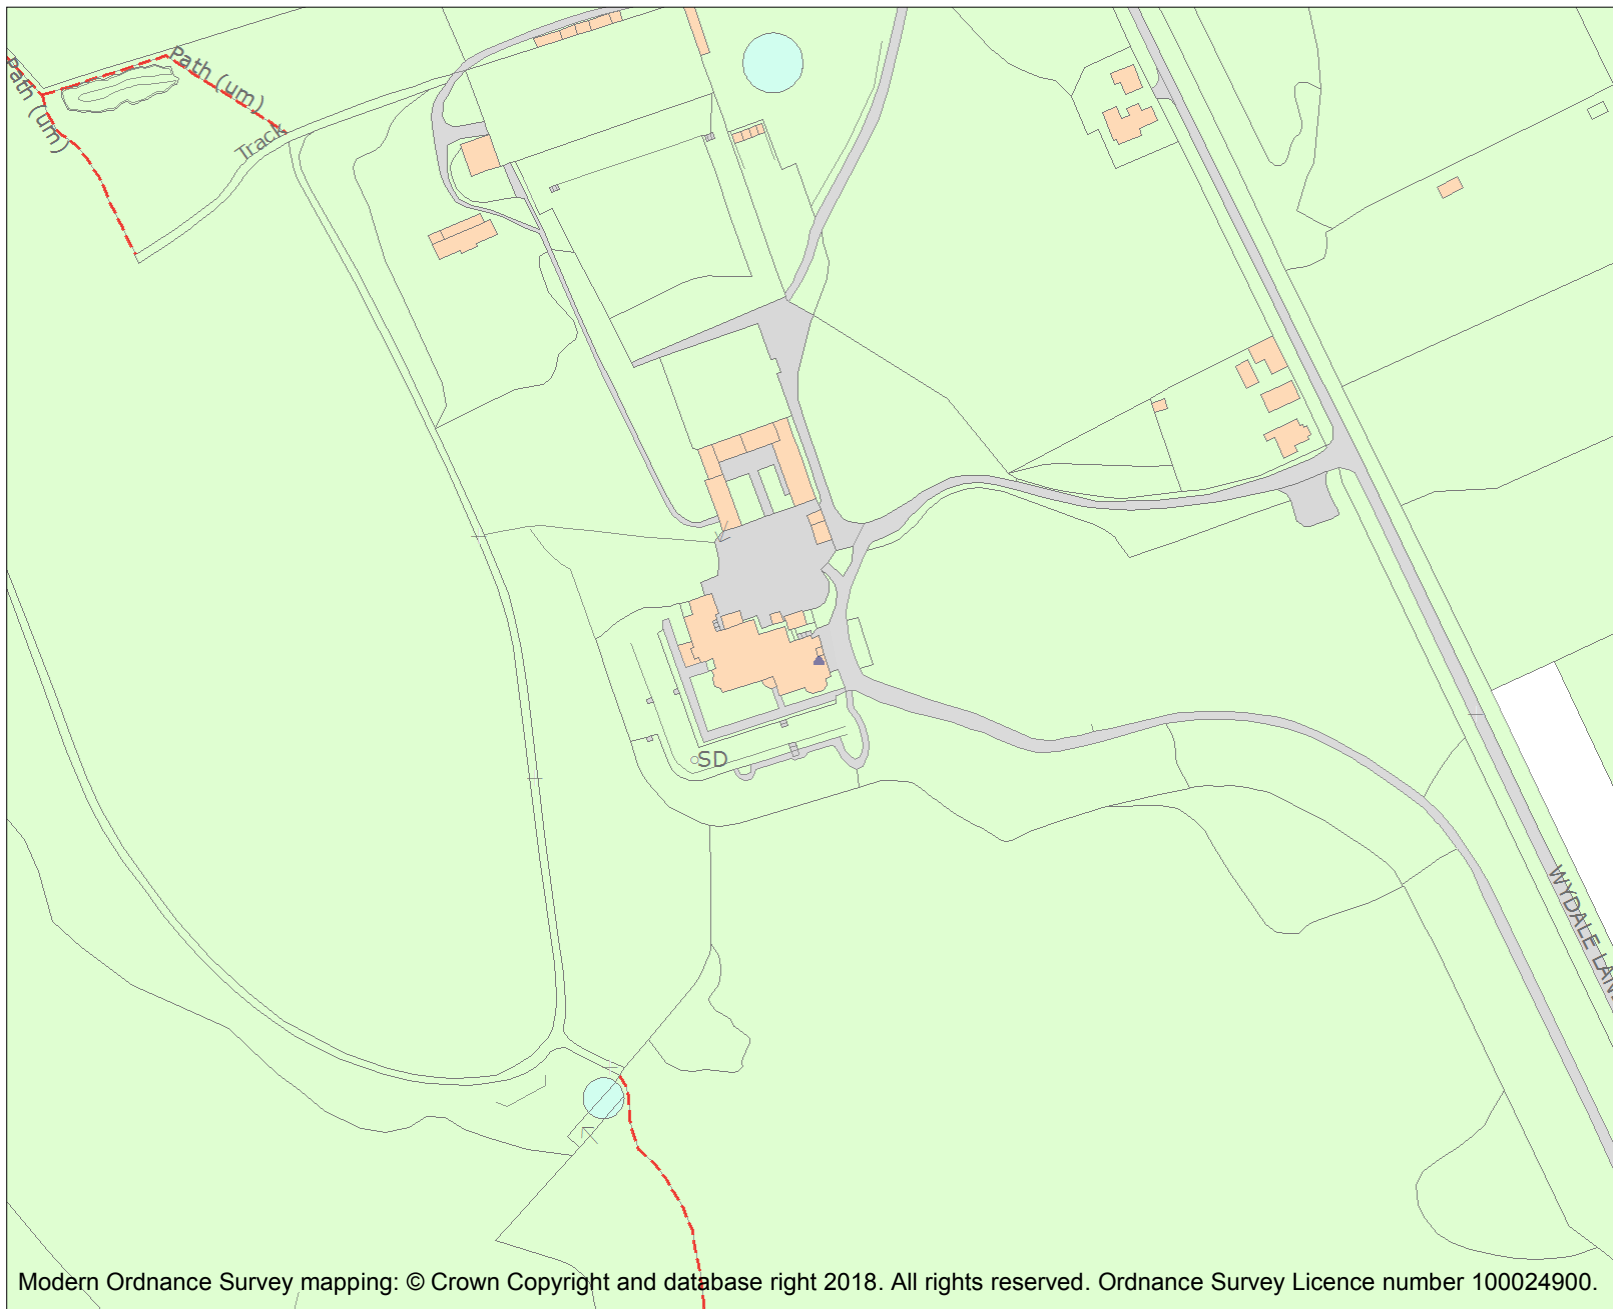 Path (um)
Path (um)
Track
SD
WYDALE LAN
Modern Ordnance Survey mapping: © Crown Copyright and database right 2018. All rights reserved. Ordnance Survey Licence number 100024900.